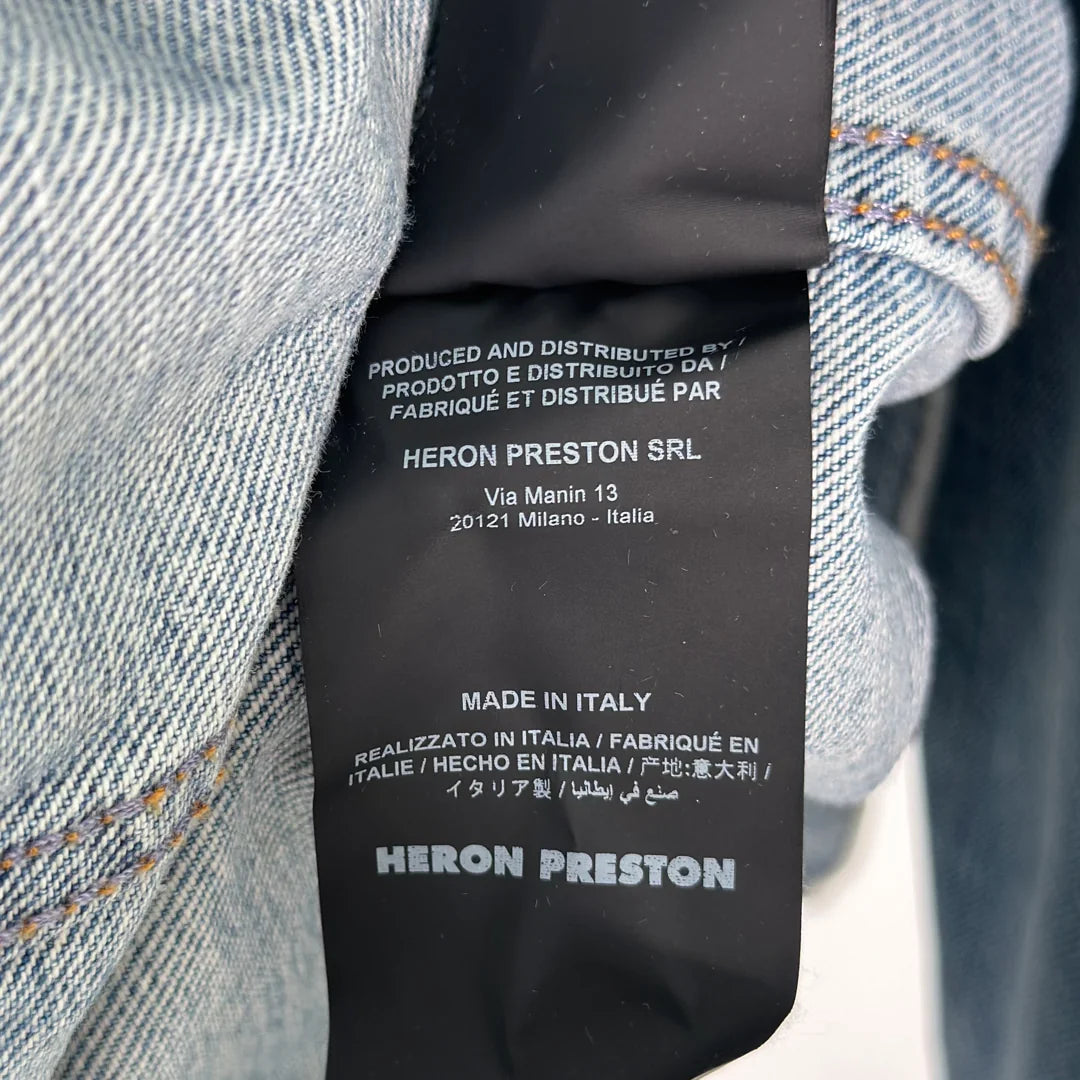 PRODUCED AND DISTRIBUTED BY /
PRODOTTO E DISTRIBUITO DA /
FABRIQUÉ ET DISTRIBUÉ PAR
HERON PRESTON SRL
Via Manin 13
20121 Milano - Italia
MADE IN ITALY
REALIZZATO IN ITALIA / FABRIQUÉ EN
ITALIE / HECHO EN ITALIA / 产地:意大利 /
イタリア製 / صنع في إيطانيا
HERON PRESTON